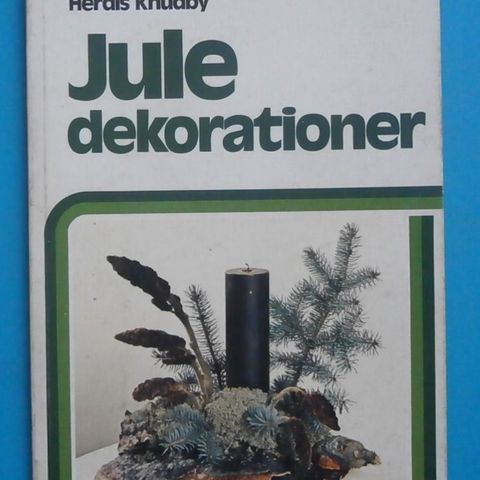 Herdis Knudby
Jule
dekorationer